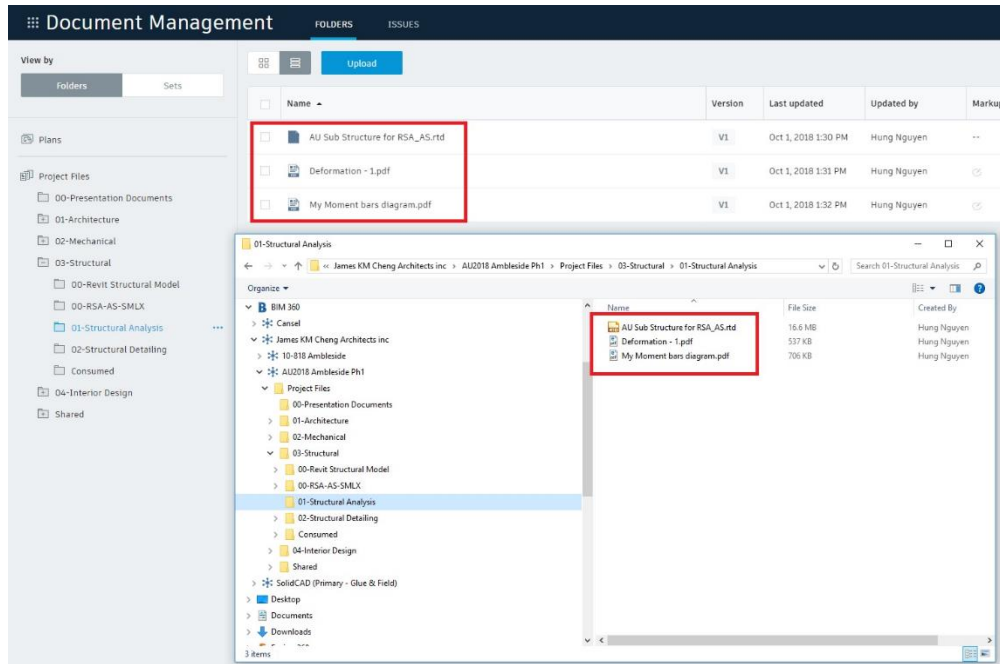 Document Management FOLDERS ISSUES
View by
Folders Sets
Plans
Project Files
00-Presentation Documents
01-Architecture
02-Mechanical
03-Structural
00-Revit Structural Model
00-RSA-AS-SMLX
01-Structural Analysis
02-Structural Detailing
Consumed
04-Interior Design
Shared
Upload
Name Version Last updated Updated by Marku
AU Sub Structure for RSA_AS.rtd V1 Oct 1, 2018 1:30 PM Hung Nguyen --
Deformation - 1.pdf V1 Oct 1, 2018 1:31 PM Hung Nguyen
My Moment bars diagram.pdf V1 Oct 1, 2018 1:32 PM Hung Nguyen
01-Structural Analysis
« James KM Cheng Architects inc > AU2018 Ambleside Ph1 > Project Files > 03-Structural > 01-Structural Analysis Search 01-Structural Analysis
Organize
BIM 360
Cansel
James KM Cheng Architects inc
10-818 Ambleside
AU2018 Ambleside Ph1
Project Files
00-Presentation Documents
01-Architecture
02-Mechanical
03-Structural
00-Revit Structural Model
00-RSA-AS-SMLX
01-Structural Analysis
02-Structural Detailing
Consumed
04-Interior Design
Shared
SolidCAD (Primary - Glue & Field)
Desktop
Documents
Downloads
3 items
Name File Size Created By
AU Sub Structure for RSA_AS.rtd 16.6 MB Hung Nguyen
Deformation - 1.pdf 537 KB Hung Nguyen
My Moment bars diagram.pdf 706 KB Hung Nguyen